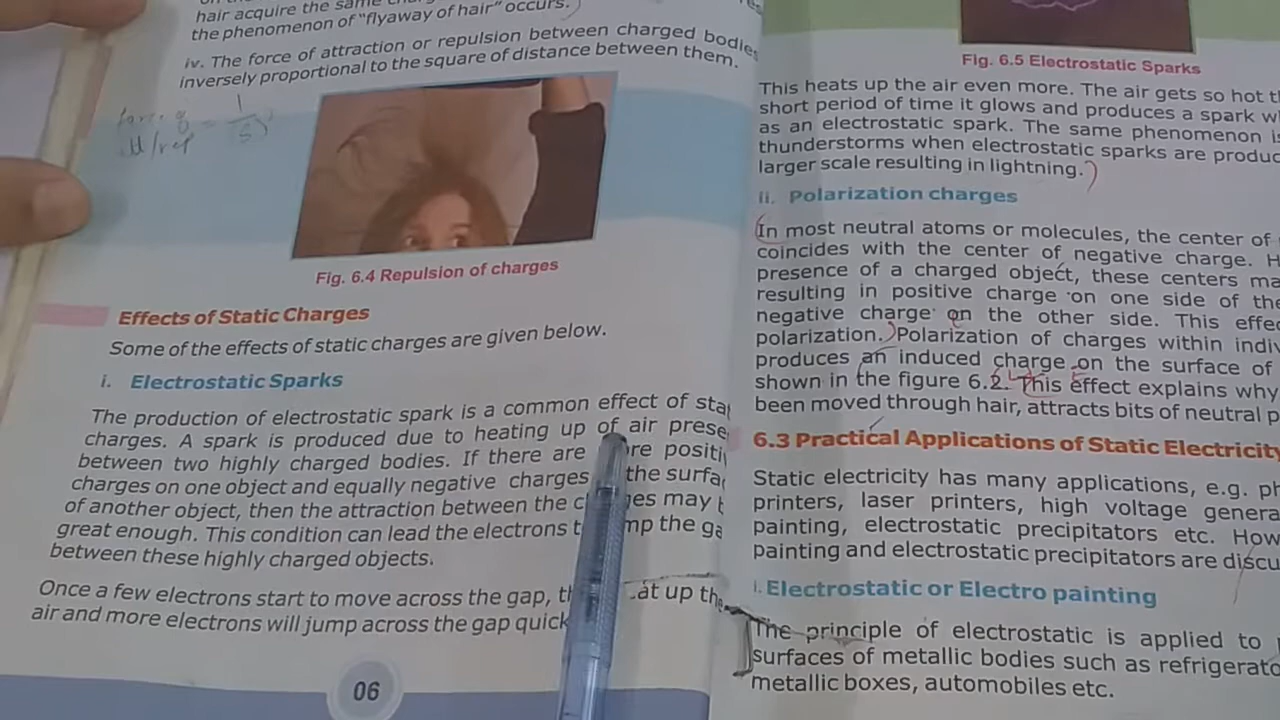 hair acquire the same
the phenomenon of "flyaway of hair" occurs.
iv. The force of attraction or repulsion between charged bodies
inversely proportional to the square of distance between them.
Fig. 6.4 Repulsion of charges
Effects of Static Charges
Some of the effects of static charges are given below.
i. Electrostatic Sparks
The production of electrostatic spark is a common effect of sta
charges. A spark is produced due to heating up of air prese
between two highly charged bodies. If there are positi
charges on one object and equally negative charges the surfa
of another object, then the attraction between the may b
great enough. This condition can lead the electrons the ga
between these highly charged objects.
Once a few electrons start to move across the gap, up the
air and more electrons will jump across the gap quick
06
Fig. 6.5 Electrostatic Sparks
This heats up the air even more. The air gets so hot th
short period of time it glows and produces a spark w
as an electrostatic spark. The same phenomenon is
thunderstorms when electrostatic sparks are produc
larger scale resulting in lightning.
ii. Polarization charges
In most neutral atoms or molecules, the center of
coincides with the center of negative charge. H
presence of a charged object, these centers ma
resulting in positive charge on one side of the
negative charge on the other side. This effec
polarization. Polarization of charges within indiv
produces an induced charge on the surface of
shown in the figure 6.2. This effect explains why
been moved through hair, attracts bits of neutral p
6.3 Practical Applications of Static Electricity
Static electricity has many applications, e.g. ph
printers, laser printers, high voltage genera
painting, electrostatic precipitators etc. How
painting and electrostatic precipitators are discu
i. Electrostatic or Electro painting
The principle of electrostatic is applied to
surfaces of metallic bodies such as refrigerato
metallic boxes, automobiles etc.